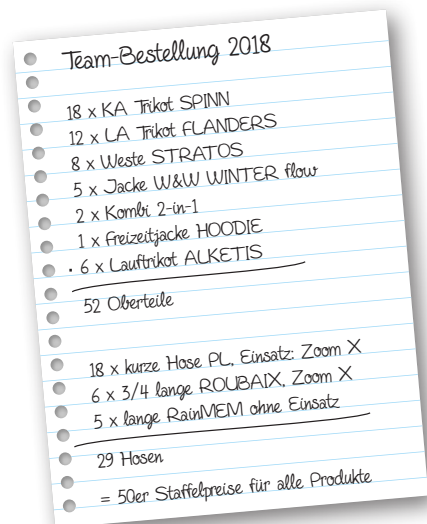 Team-Bestellung 2018
18 x KA Trikot SPINN
12 x LA Trikot FLANDERS
8 x Weste STRATOS
5 x Jacke W&W WINTER flow
2 x Kombi 2-in-1
1 x Freizeitjacke HOODIE
· 6 x Lauftrikot ALKETIS
52 Oberteile
18 x kurze Hose PL, Einsatz: Zoom X
6 x 3/4 lange ROUBAIX, Zoom X
5 x lange RainMEM ohne Einsatz
29 Hosen
= 50er Staffelpreise für alle Produkte